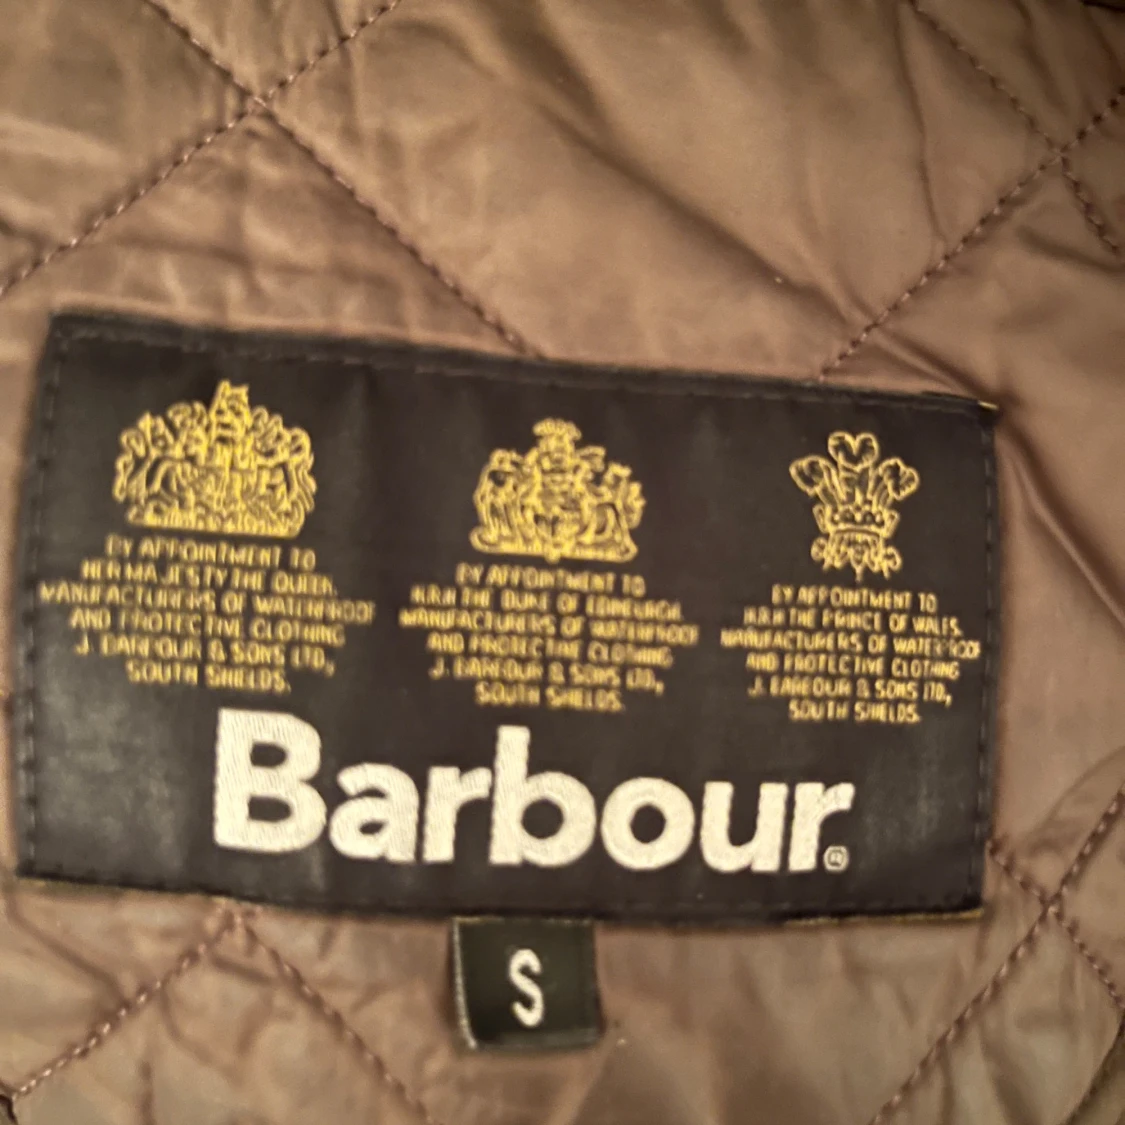 BY APPOINTMENT TO
HER MAJESTY THE QUEEN.
MANUFACTURERS OF WATERPROOF
AND PROTECTIVE CLOTHING
J. BARBOUR & SONS LTD.,
SOUTH SHIELDS.
BY APPOINTMENT TO
H.R.H THE DUKE OF EDINBURGH.
MANUFACTURERS OF WATERPROOF
AND PROTECTIVE CLOTHING
J. BARBOUR & SONS LTD.,
SOUTH SHIELDS.
BY APPOINTMENT TO
H.R.H THE PRINCE OF WALES.
MANUFACTURERS OF WATERPROOF
AND PROTECTIVE CLOTHING
J. BARBOUR & SONS LTD.,
SOUTH SHIELDS.
Barbour®
S